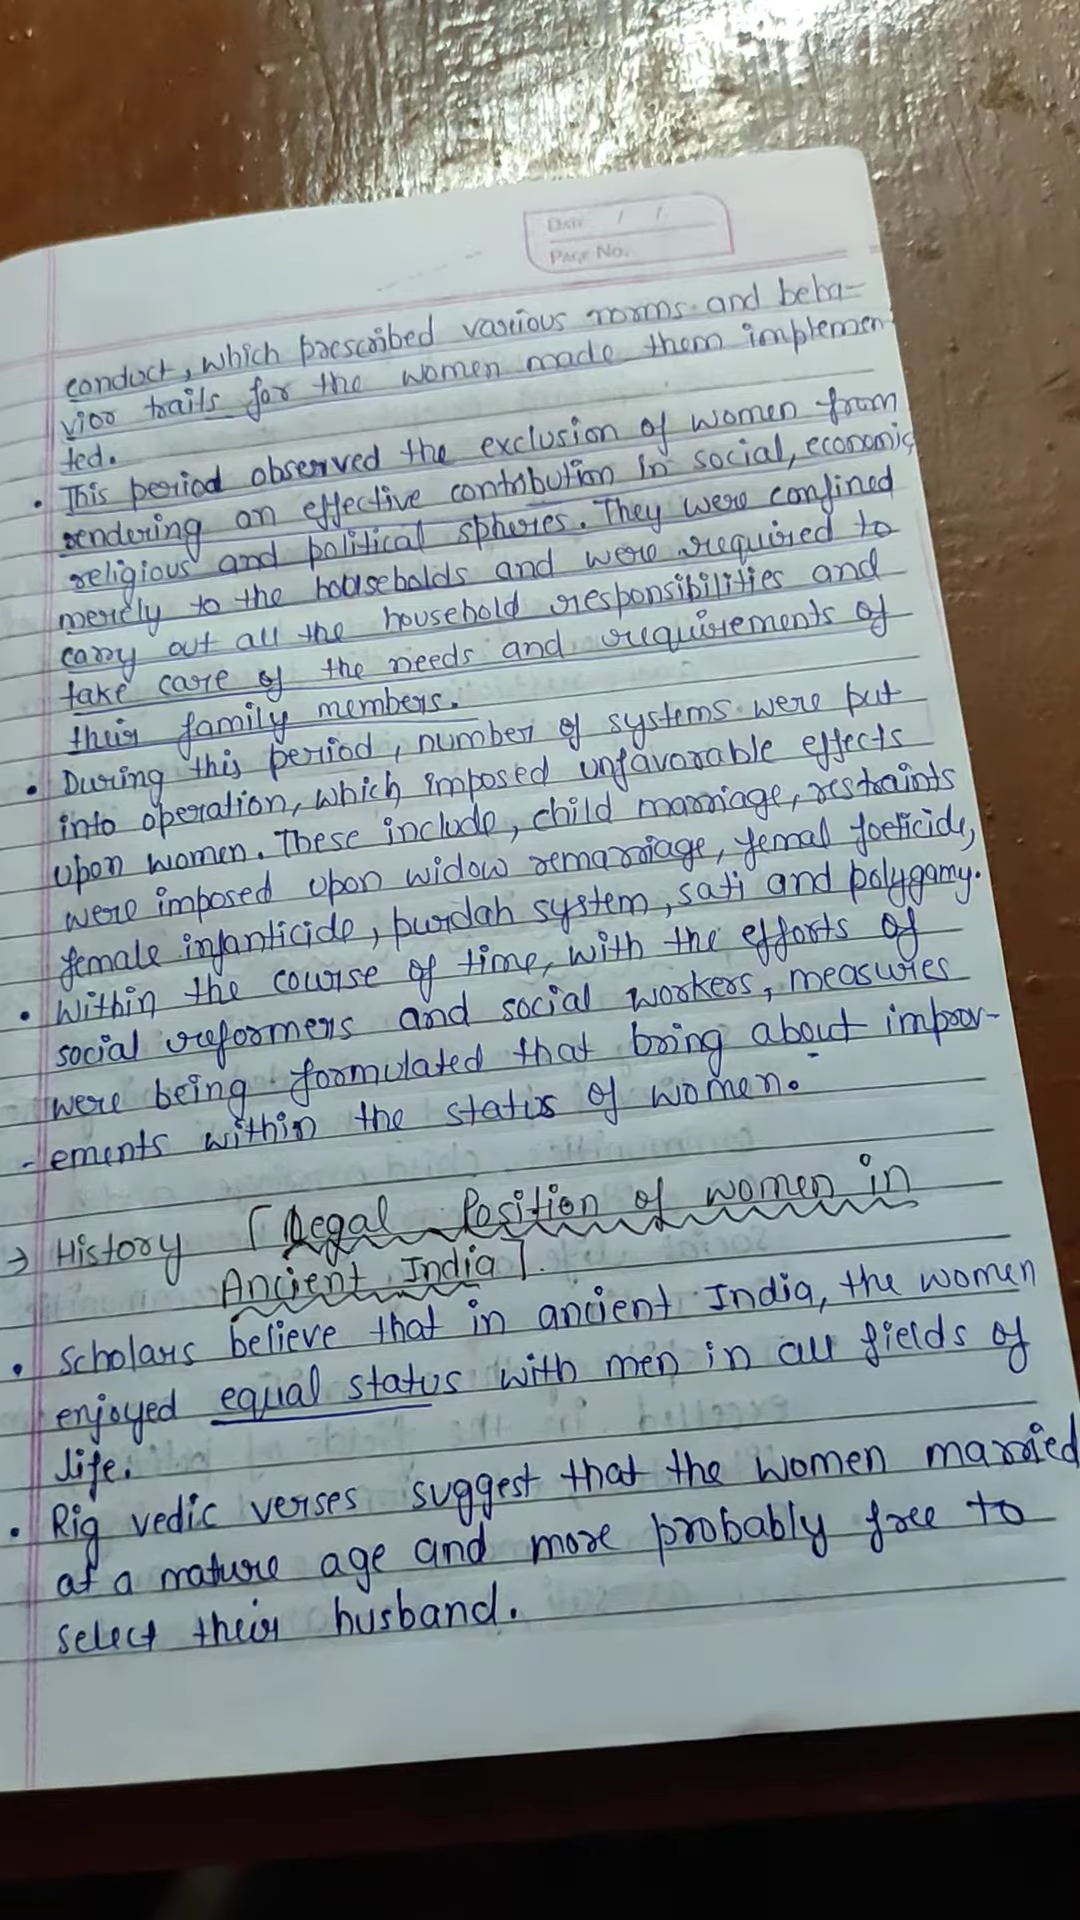 Date / /
Page No.
conduct, which prescribed various norms and beha-
vior traits for the women made them implemen
ted.
• This period observed the exclusion of women from
rendering an effective contribution in social, economic,
religious and political spheres. They were confined
merely to the households and were required to
carry out all the household responsibilities and
take care of the needs and requirements of
their family members.
• During this period, number of systems were put
into operation, which imposed unfavorable effects
upon women. These include, child marriage, restraints
were imposed upon widow remarriage, femal foeticide,
female infanticide, purdah system, sati and polygamy.
• Within the course of time, with the efforts of
social reformers and social workers, measures
were being formulated that bring about improv-
-ements within the status of women.
→ History [Legal Position of women in
Ancient India].
• Scholars believe that in ancient India, the women
enjoyed equal status with men in all fields of
life.
• Rig vedic verses suggest that the women married
at a mature age and more probably free to
select their husband.